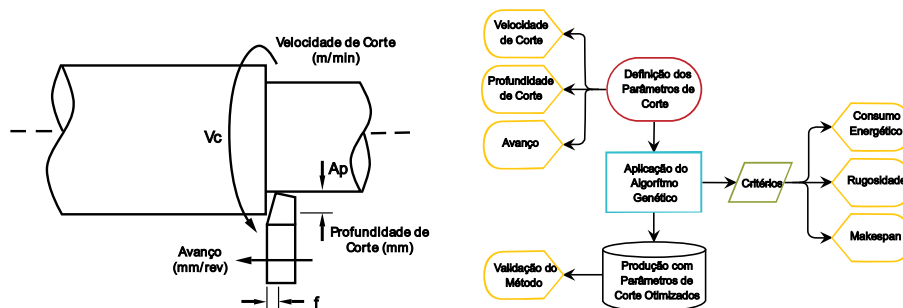 Velocidade de Corte
(m/min)
Vc
Ap
Profundidade de
Corte (mm)
Avanço
(mm/rev)
f
Velocidade
de Corte
Profundidade
de Corte
Avanço
Definição dos
Parâmetros de
Corte
Aplicação do
Algorítmo
Genético
Critérios
Consumo
Energético
Rugosidade
Makespan
Validação do
Método
Produção com
Parâmetros de
Corte Otimizados